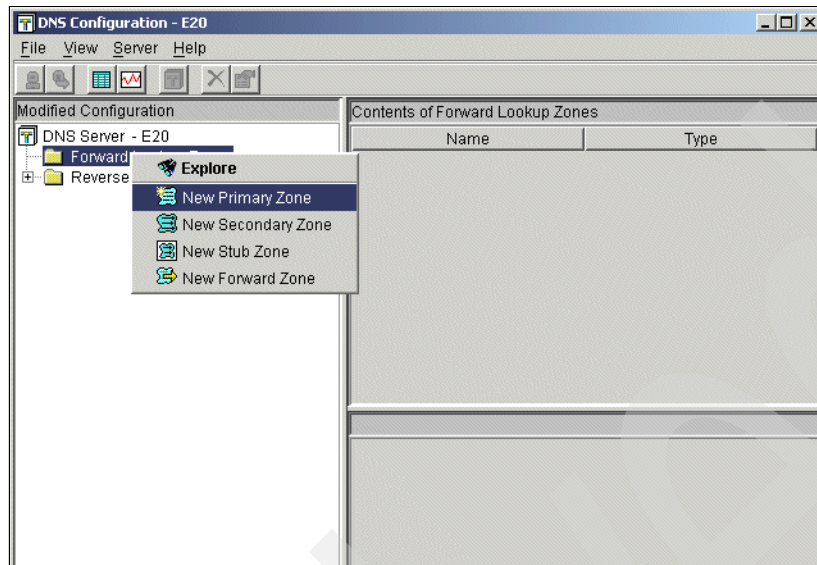 DNS Configuration - E20
File View Server Help
Modified Configuration
Contents of Forward Lookup Zones
DNS Server - E20
Name Type
Forward
Reverse
Explore
New Primary Zone
New Secondary Zone
New Stub Zone
New Forward Zone